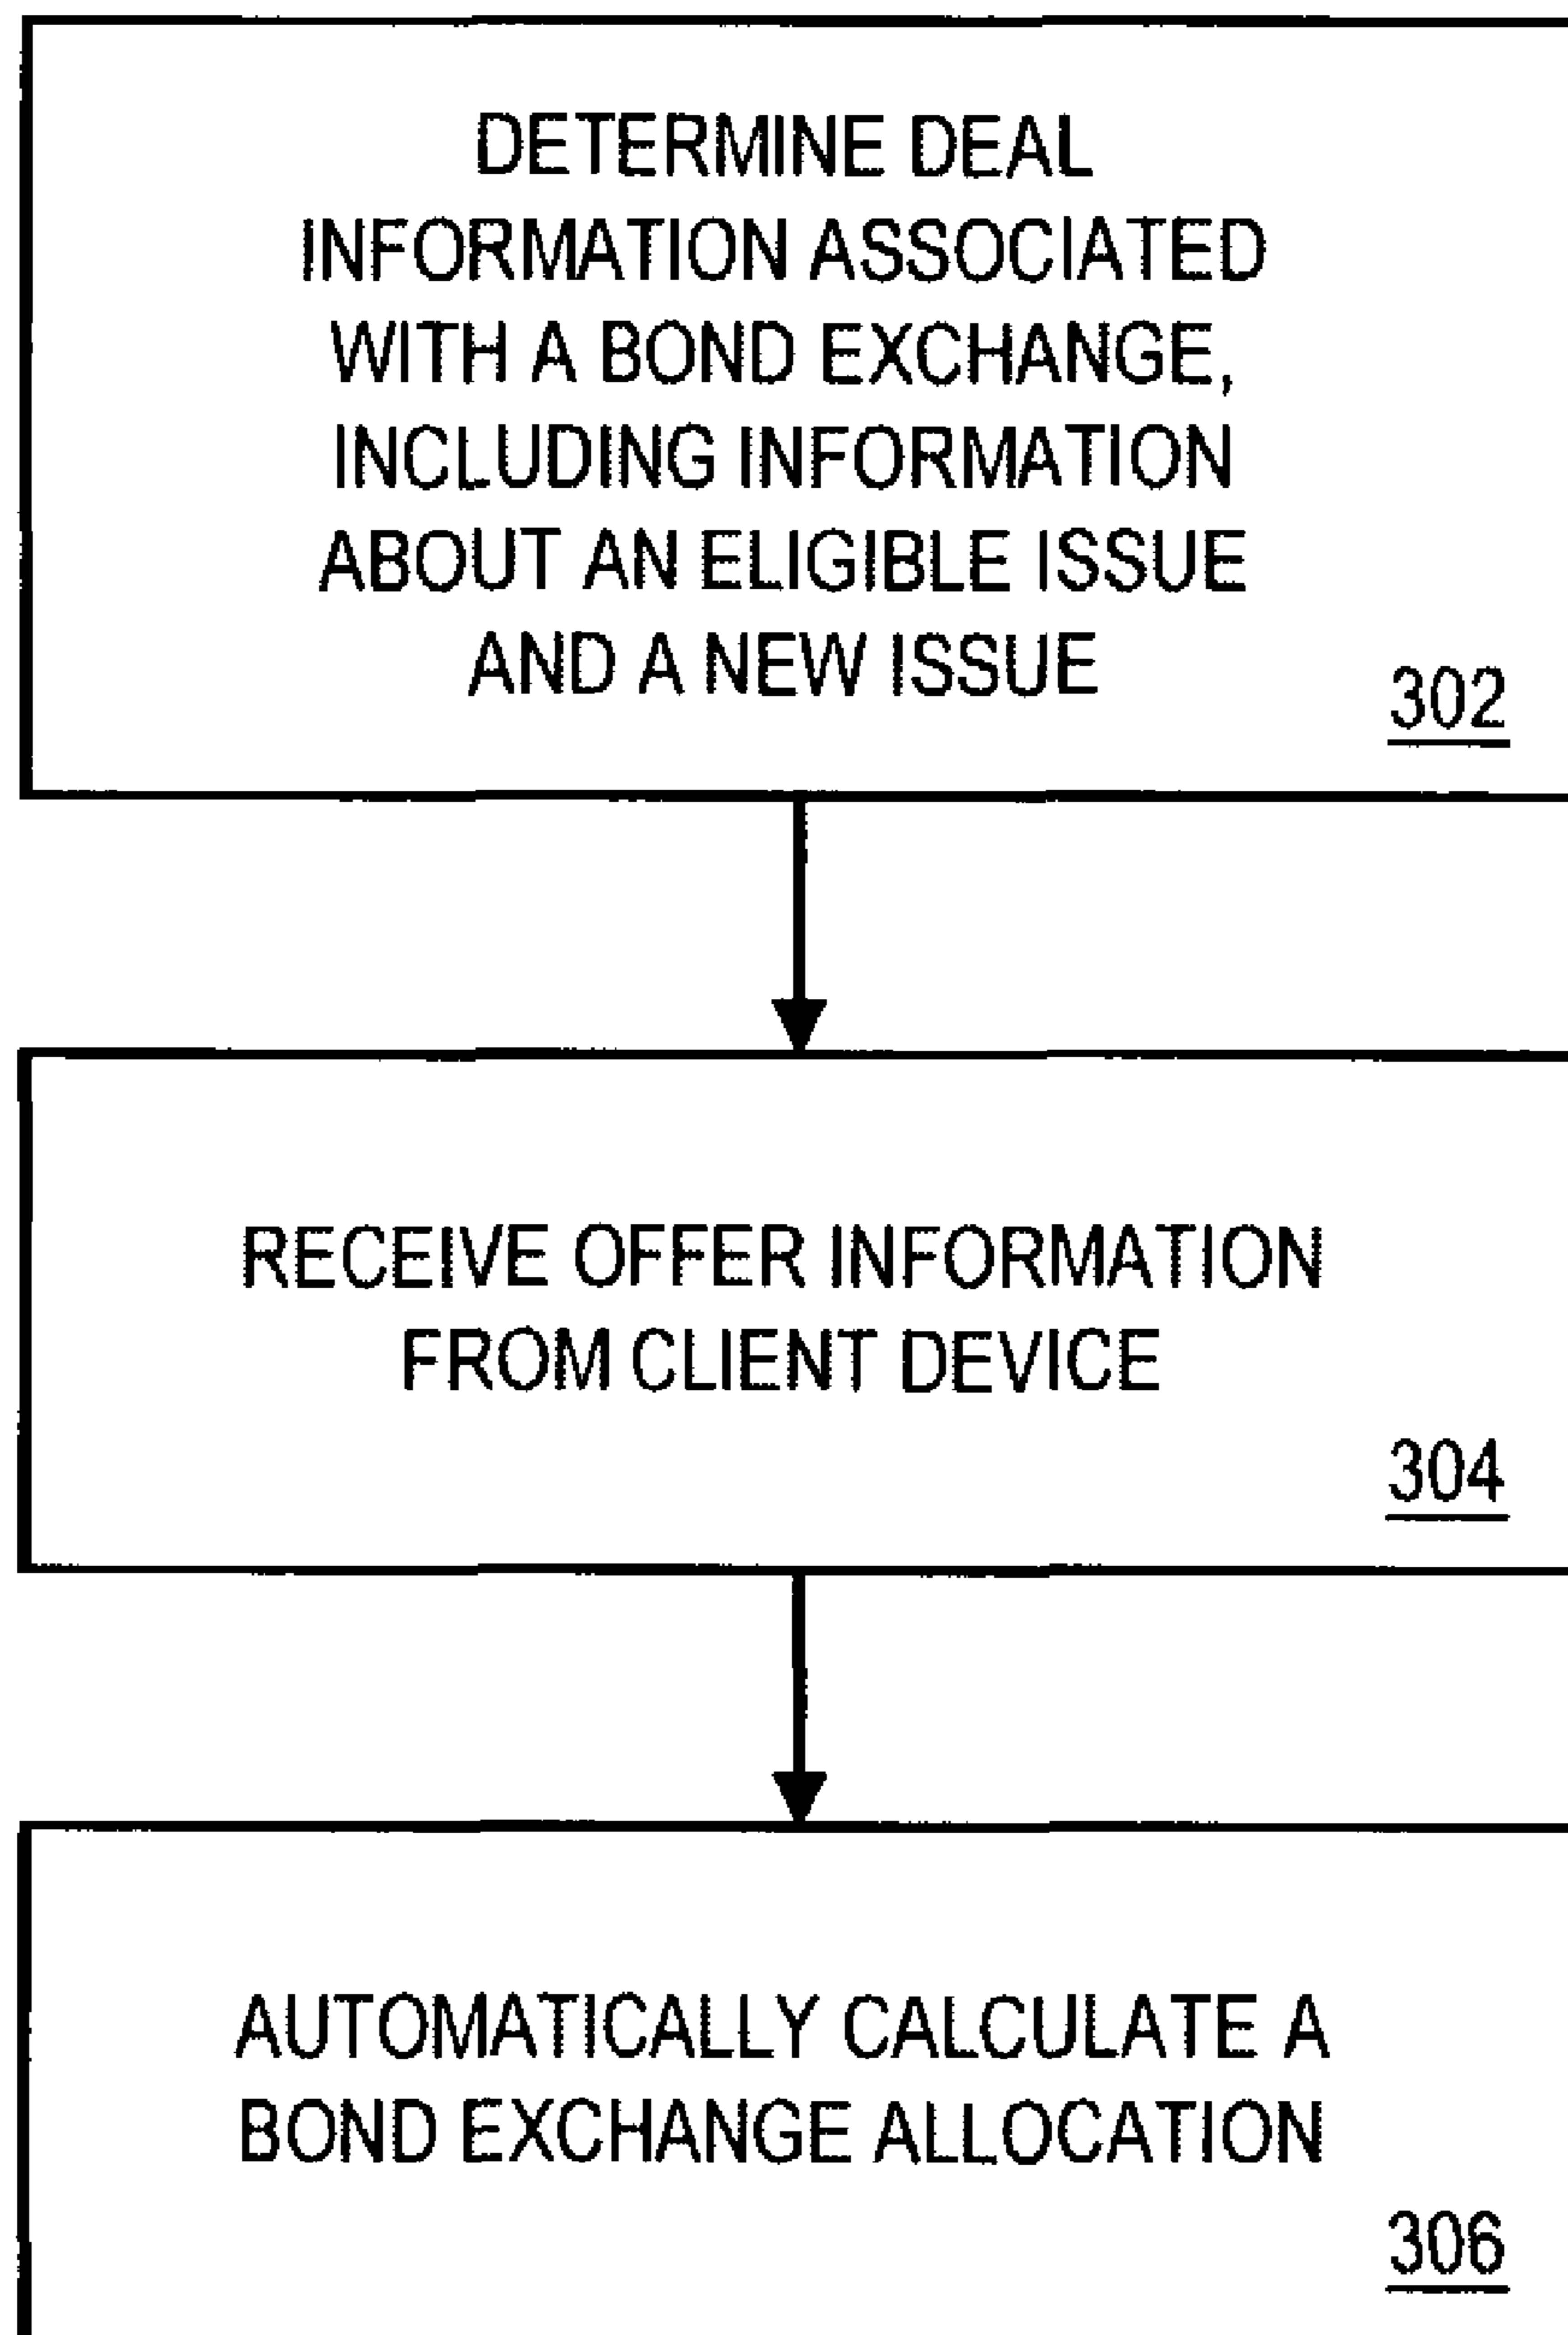 DETERMINE DEAL
INFORMATION ASSOCIATED
WITH A BOND EXCHANGE,
INCLUDING INFORMATION
ABOUT AN ELIGIBLE ISSUE
AND A NEW ISSUE
302
RECEIVE OFFER INFORMATION
FROM CLIENT DEVICE
304
AUTOMATICALLY CALCULATE A
BOND EXCHANGE ALLOCATION
306